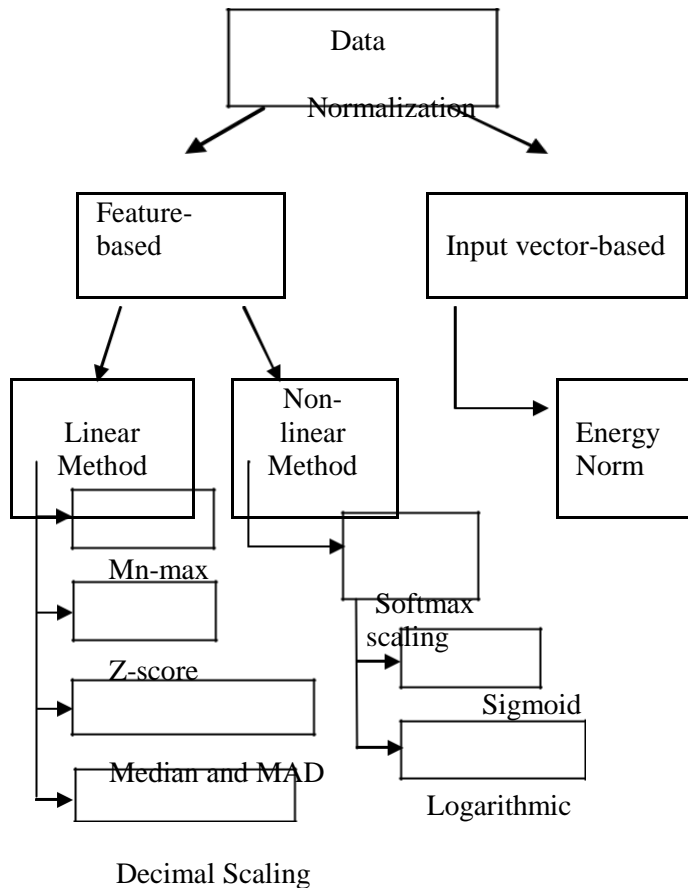 Data
Normalization
Feature-
based
Input vector-based
Linear
Method
Non-
linear
Method
Energy
Norm
Mn-max
Z-score
Median and MAD
Decimal Scaling
Softmax
scaling
Sigmoid
Logarithmic